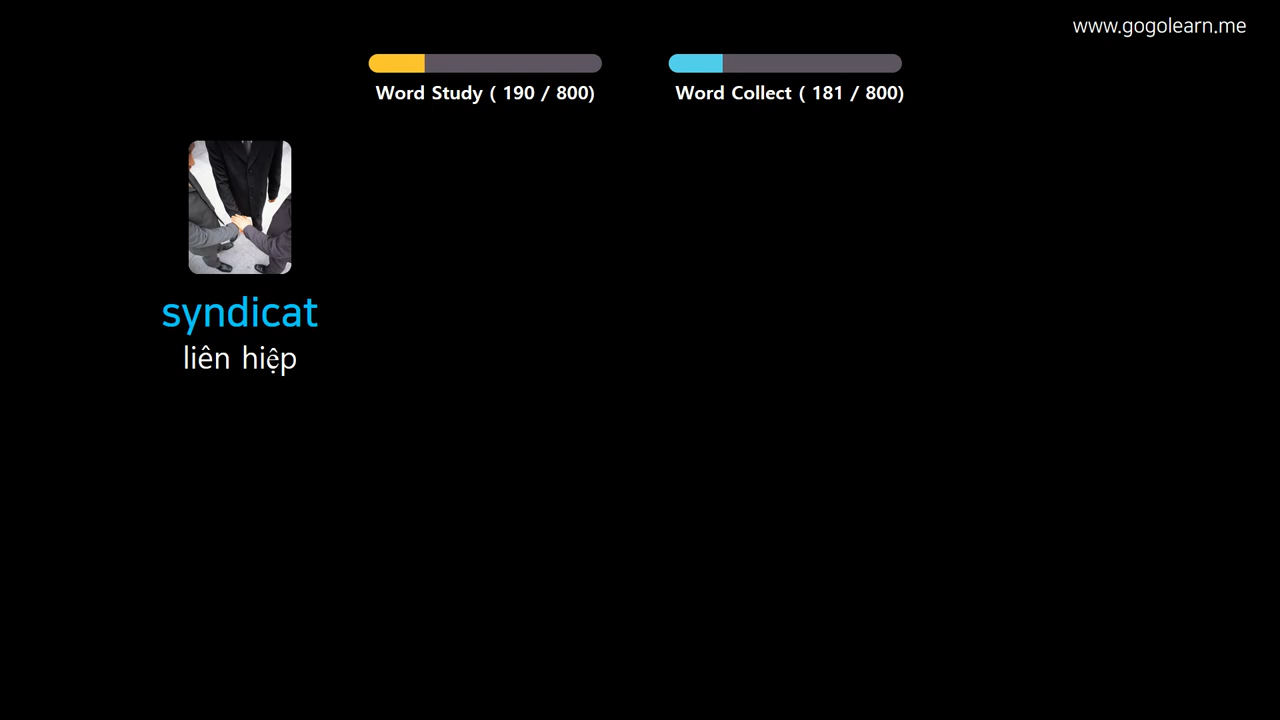 www.gogolearn.me
Word Study ( 190 / 800)
Word Collect ( 181 / 800)
syndicat
liên hiệp